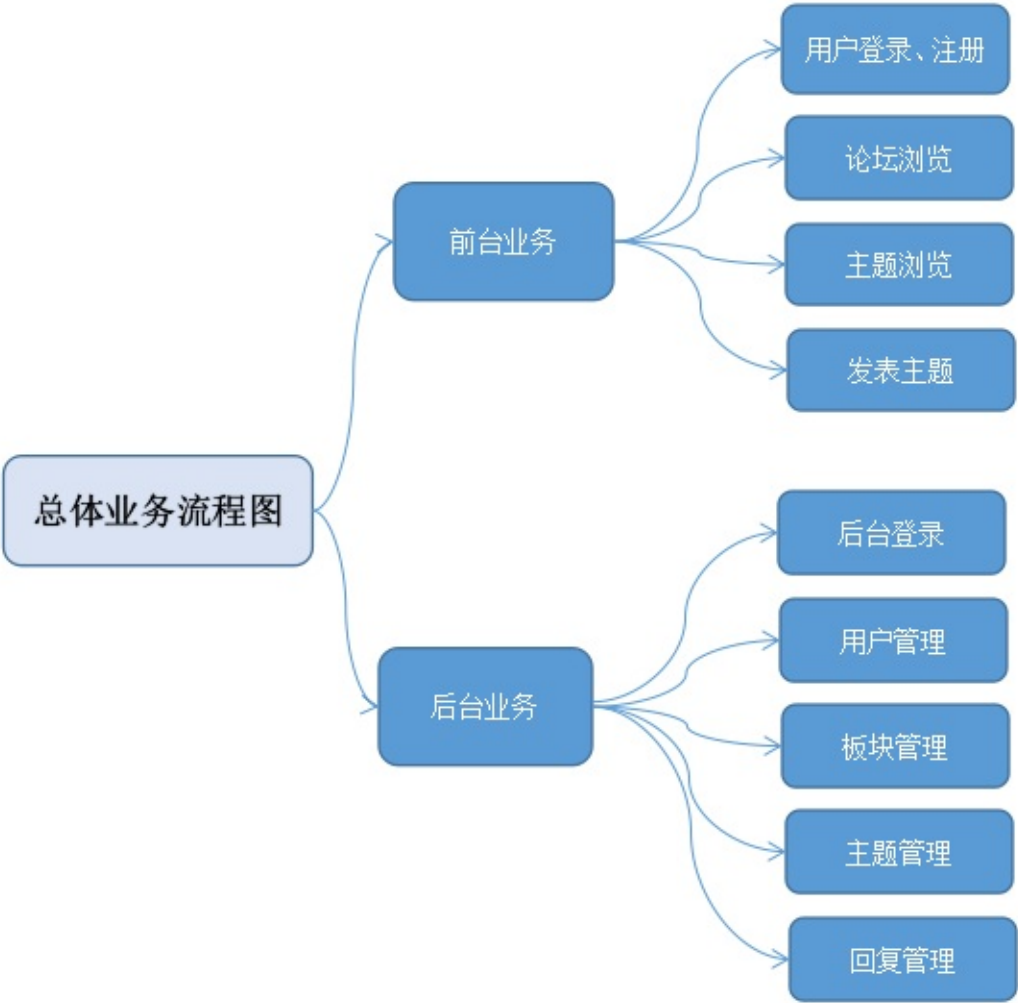 总体业务流程图
前台业务
用户登录、注册
论坛浏览
主题浏览
发表主题
后台业务
后台登录
用户管理
板块管理
主题管理
回复管理